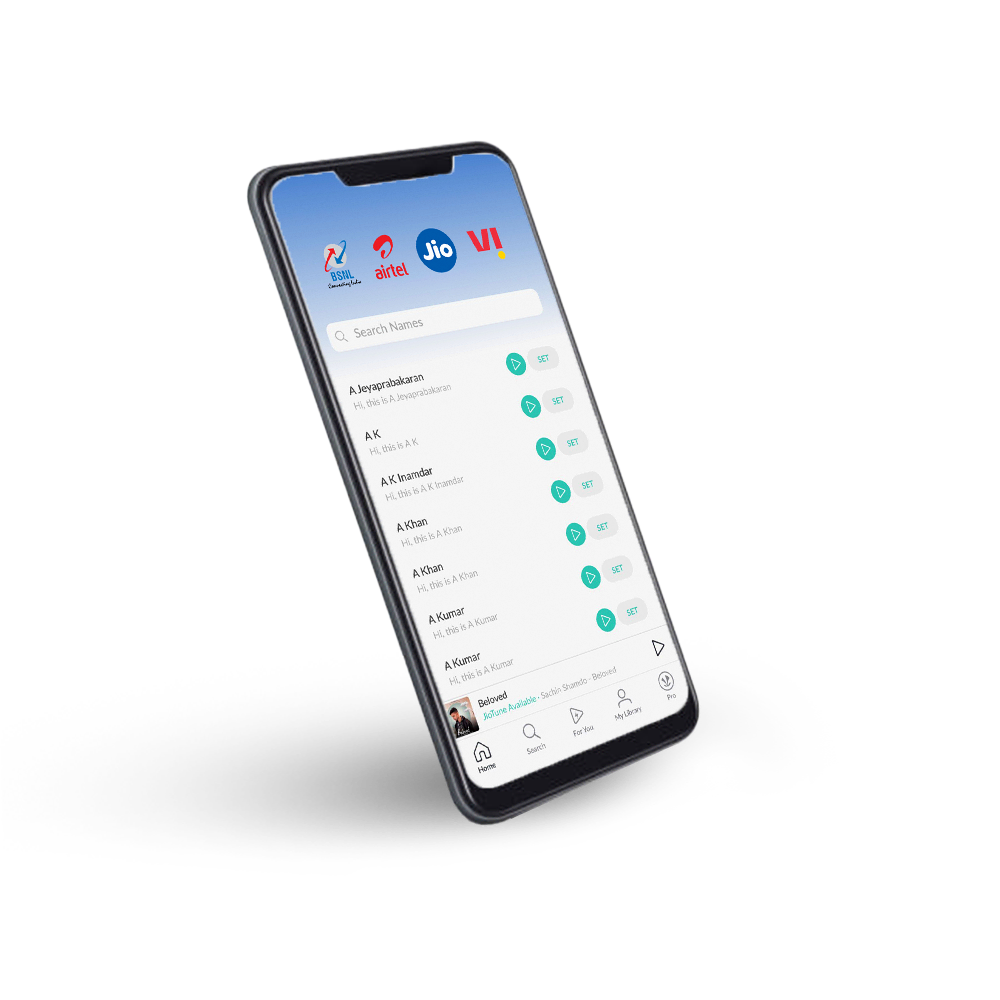 BSNL
Connecting India
airtel
Jio
VI
Search Names
A Jeyaprabakaran
Hi, this is A Jeyaprabakaran
SET
A K
Hi, this is A K
SET
A K Inamdar
Hi, this is A K Inamdar
SET
A Khan
Hi, this is A Khan
SET
A Khan
Hi, this is A Khan
SET
A Kumar
Hi, this is A Kumar
SET
A Kumar
Hi, this is A Kumar
SET
Beloved
JioTune Available · Sachin Shamdo - Beloved
Home
Search
For You
My Library
Pro